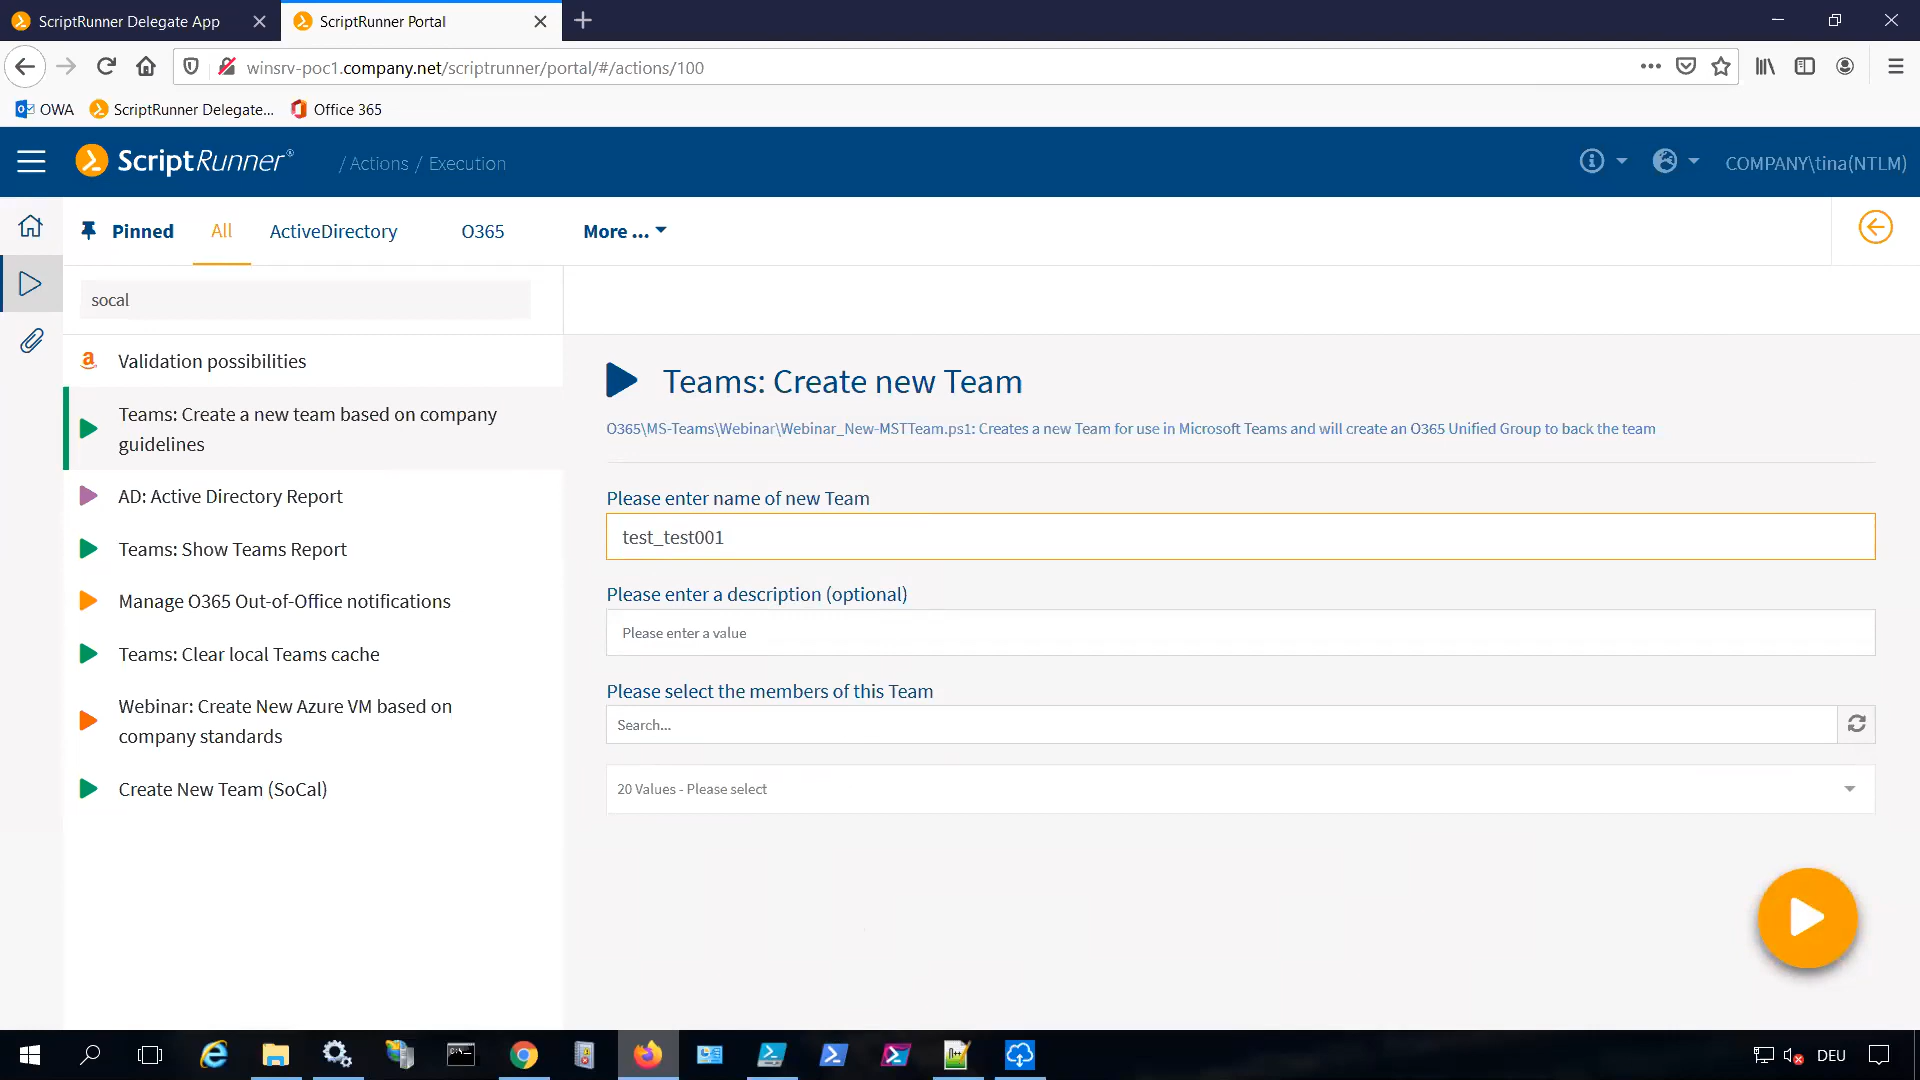 ScriptRunner Delegate App
ScriptRunner Portal
winsrv-poc1.company.net/scriptrunner/portal/#/actions/100
OWA
ScriptRunner Delegate...
Office 365
ScriptRunner®
/ Actions / Execution
COMPANY\tina(NTLM)
Pinned
All
ActiveDirectory
O365
More ...
socal
Validation possibilities
Teams: Create a new team based on company
guidelines
AD: Active Directory Report
Teams: Show Teams Report
Manage O365 Out-of-Office notifications
Teams: Clear local Teams cache
Webinar: Create New Azure VM based on
company standards
Create New Team (SoCal)
Teams: Create new Team
O365\MS-Teams\Webinar\Webinar_New-MSTTeam.ps1: Creates a new Team for use in Microsoft Teams and will create an O365 Unified Group to back the team
Please enter name of new Team
test_test001
Please enter a description (optional)
Please enter a value
Please select the members of this Team
Search...
20 Values - Please select
DEU